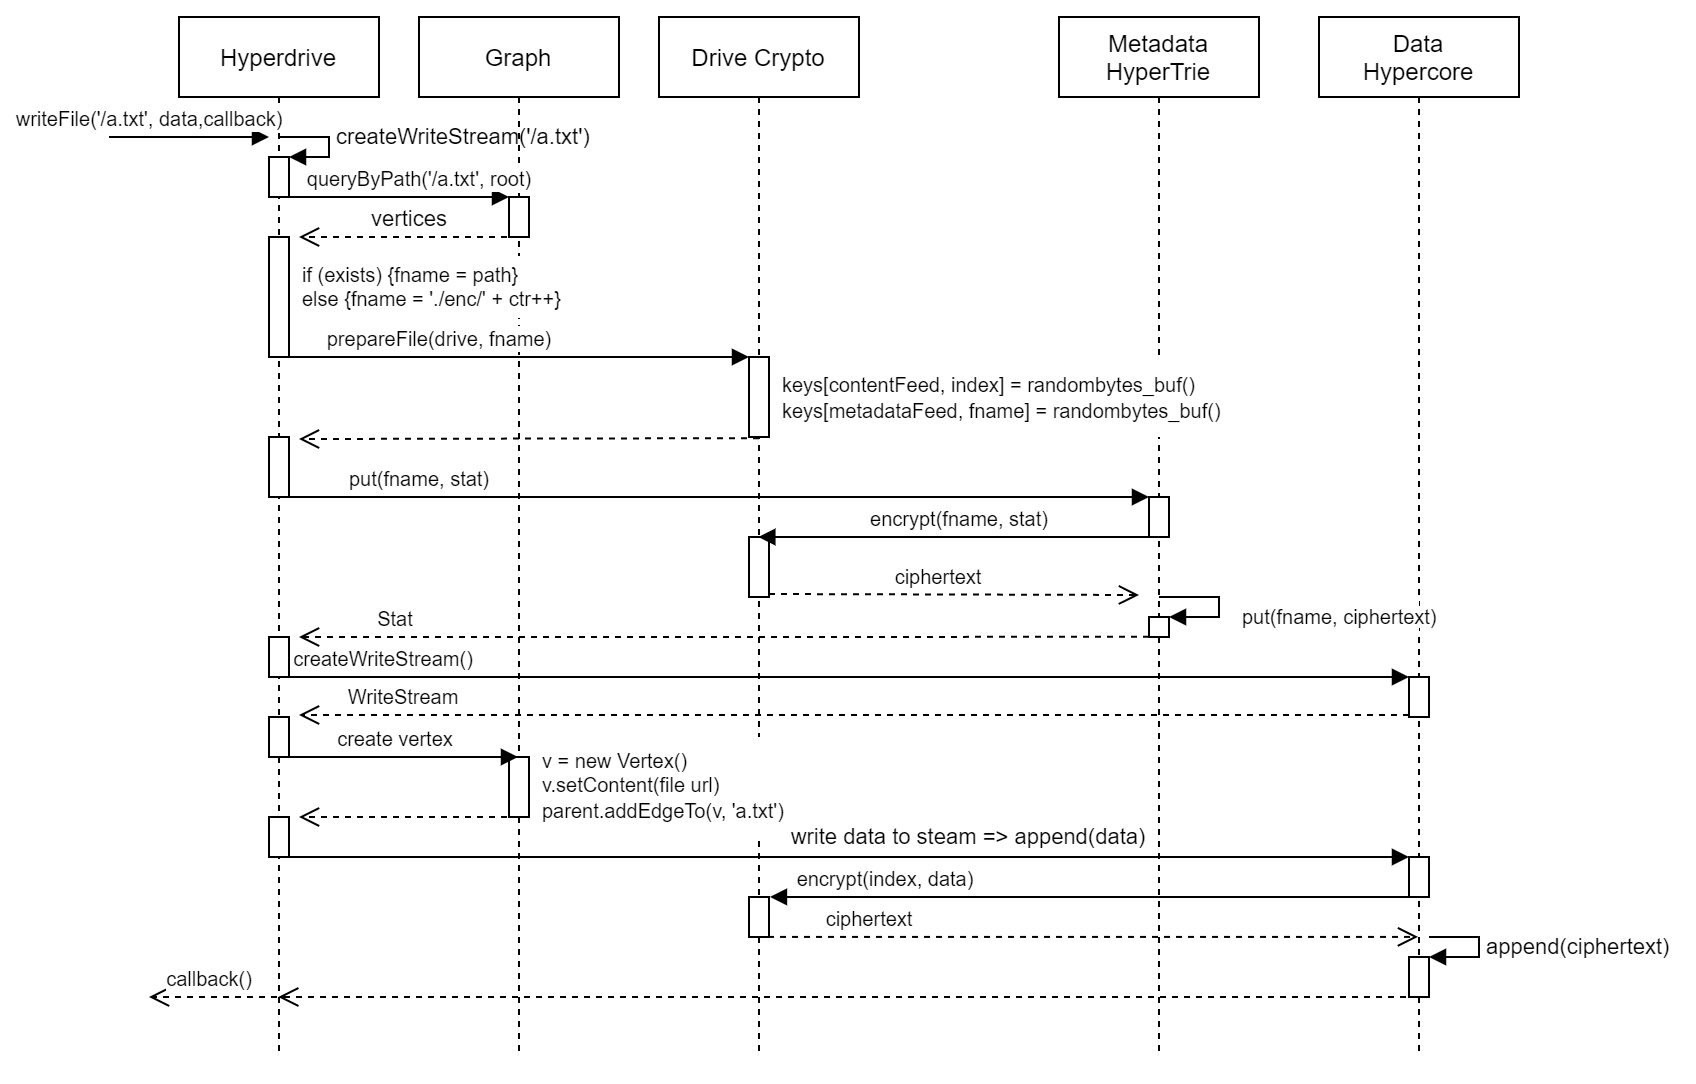 Hyperdrive
Graph
Drive Crypto
Metadata
HyperTrie
Data
Hypercore
writeFile('/a.txt', data,callback)
createWriteStream('/a.txt')
queryByPath('/a.txt', root)
vertices
if (exists) {fname = path}
else {fname = './enc/' + ctr++}
prepareFile(drive, fname)
keys[contentFeed, index] = randombytes_buf()
keys[metadataFeed, fname] = randombytes_buf()
put(fname, stat)
encrypt(fname, stat)
ciphertext
put(fname, ciphertext)
Stat
createWriteStream()
WriteStream
create vertex
v = new Vertex()
v.setContent(file url)
parent.addEdgeTo(v, 'a.txt')
write data to steam => append(data)
encrypt(index, data)
ciphertext
append(ciphertext)
callback()